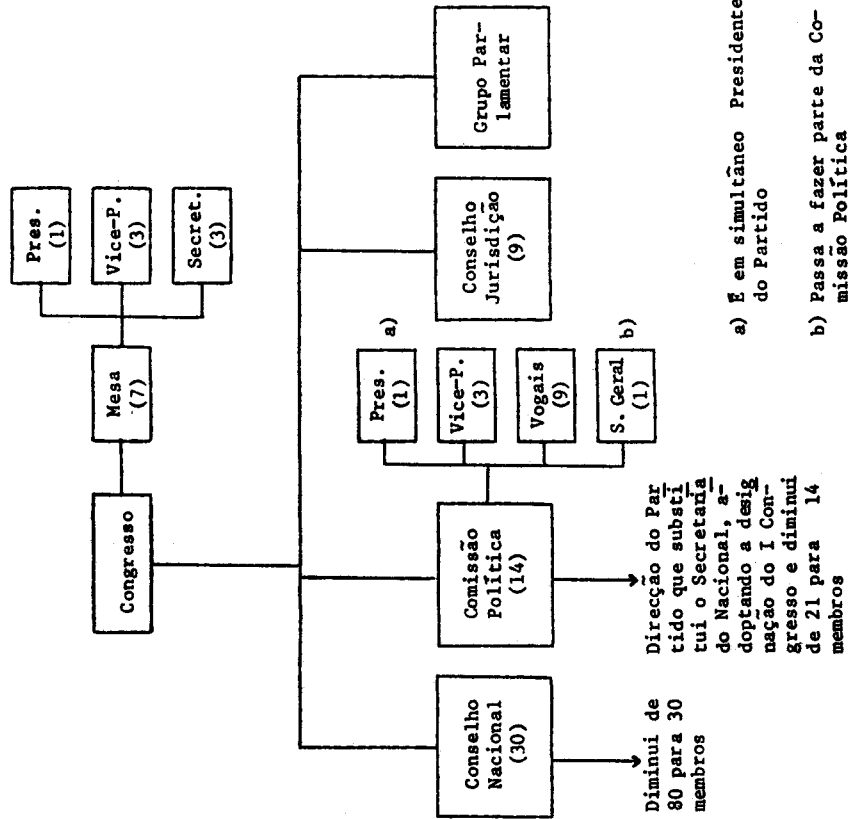 Congresso
Mesa
(7)
Pres.
(1)
Vice-P.
(3)
Secret.
(3)
Conselho
Nacional
(30)
Comissão
Política
(14)
Pres.
(1)
a)
Vice-P.
(3)
Vogais
(9)
S. Geral
(1)
b)
Conselho
Jurisdição
(9)
Grupo Par-
lamentar
Diminui de
80 para 30
membros
Direcção do Par
tido que substi
tui o Secretaria
do Nacional, a-
doptando a desig
nação do I Con-
gresso e diminui
de 21 para 14
membros
a) É em simultâneo Presidente
do Partido
b) Passa a fazer parte da Co-
missão Política